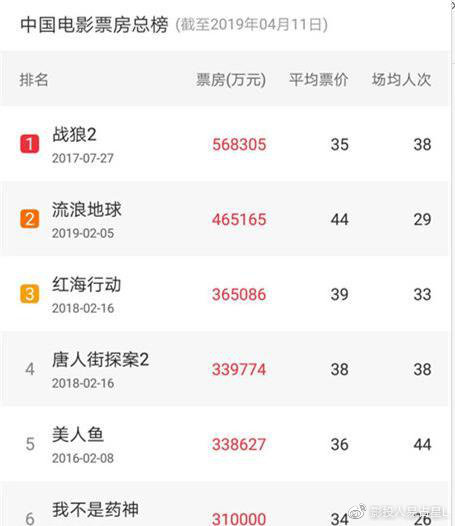 中国电影票房总榜 (截至2019年04月11日)
排名 票房(万元) 平均票价 场均人次
1 战狼2 568305 35 38
2017-07-27
2 流浪地球 465165 44 29
2019-02-05
3 红海行动 365086 39 33
2018-02-16
4 唐人街探案2 339774 38 38
2018-02-16
5 美人鱼 338627 36 44
2016-02-08
6 我不是药神 310000 34 26